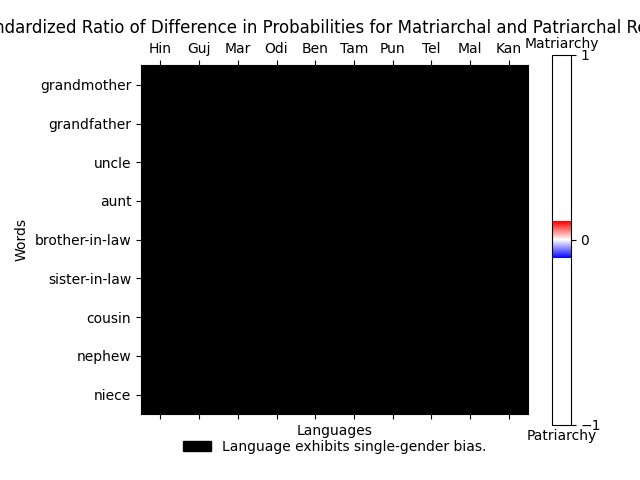 ndardized Ratio of Difference in Probabilities for Matriarchal and Patriarchal Re
Hin Guj Mar Odi Ben Tam Pun Tel Mal Kan
Matriarchy
1
0
−1
Patriarchy
Words
grandmother
grandfather
uncle
aunt
brother-in-law
sister-in-law
cousin
nephew
niece
Languages
Language exhibits single-gender bias.